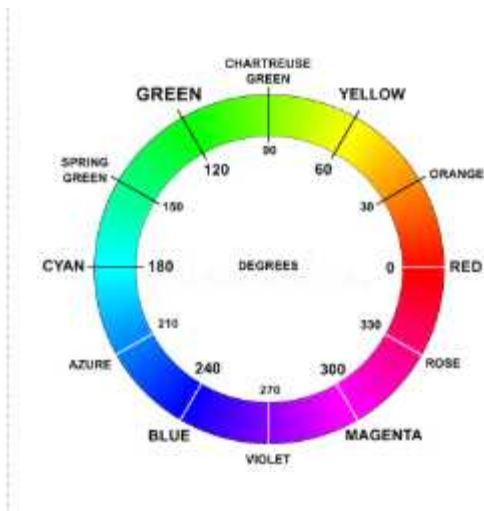 CHARTREUSE
GREEN
GREEN
YELLOW
90
120
60
SPRING
GREEN
ORANGE
150
30
CYAN
180
DEGREES
0
RED
210
330
AZURE
240
300
ROSE
270
BLUE
MAGENTA
VIOLET